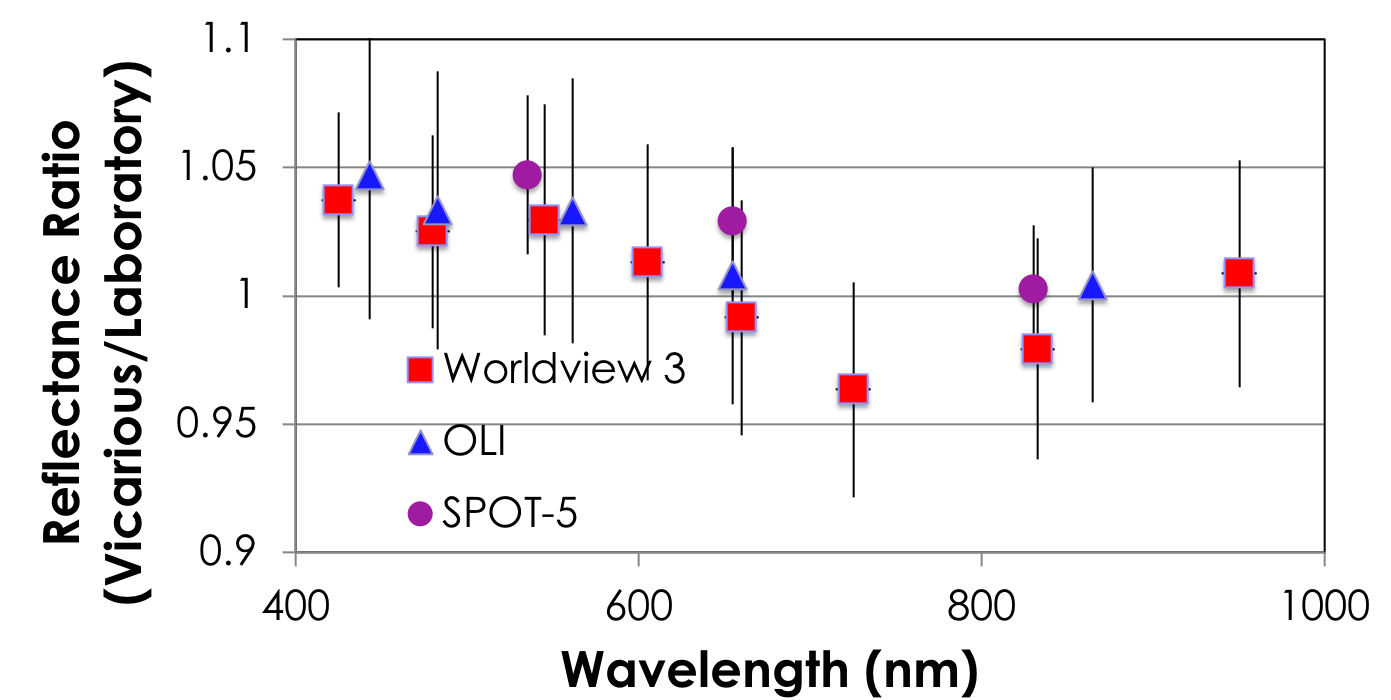 Reflectance Ratio
(Vicarious/Laboratory)
1.1
1.05
1
0.95
0.9
Worldview 3
OLI
SPOT-5
400
600
800
1000
Wavelength (nm)